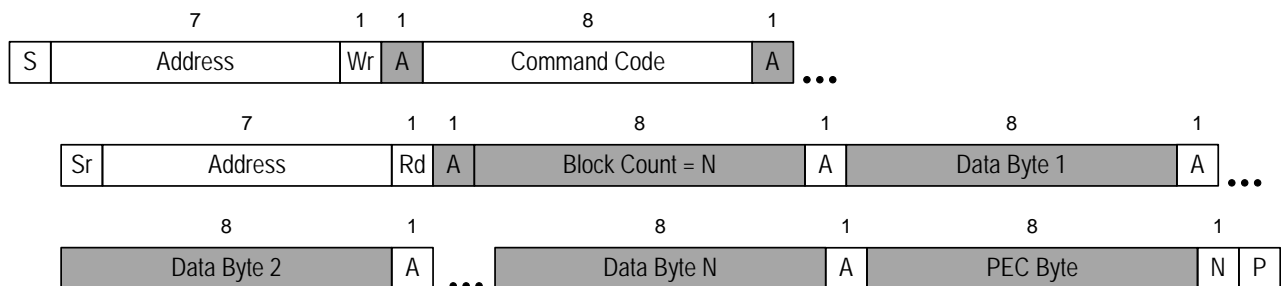 7 1 1 8 1
S Address Wr A Command Code A ...
7 1 1 8 1 8 1
Sr Address Rd A Block Count = N A Data Byte 1 A ...
8 1 8 1 8 1
Data Byte 2 A ... Data Byte N A PEC Byte N P